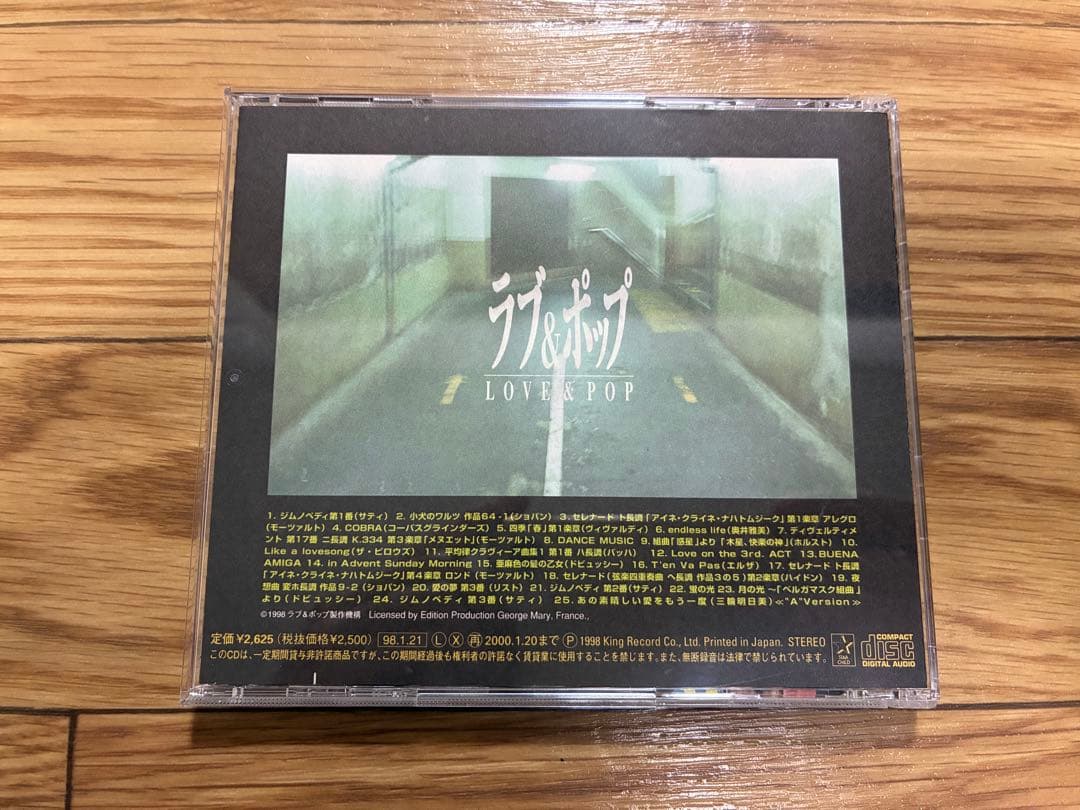 ラブ&ポップ
LOVE & POP
1. ジムノペディ第1番(サティ) 2. 小犬のワルツ 作品64-1(ショパン) 3. セレナード ト長調「アイネ・クライネ・ナハトムジーク」第1楽章 アレグロ
(モーツァルト) 4. COBRA(コーパスグラインダーズ) 5. 四季「春」第1楽章(ヴィヴァルディ) 6. endless life(奥井雅美) 7. ディヴェルティメ
ント 第17番 ニ長調 K.334 第3楽章「メヌエット」(モーツァルト) 8. DANCE MUSIC 9. 組曲「惑星」より「木星、快楽の神」(ホルスト) 10.
Like a lovesong(ザ・ピロウズ) 11. 平均律クラヴィーア曲集1 第1番 ハ長調(バッハ) 12. Love on the 3rd. ACT 13. BUENA
AMIGA 14. in Advent Sunday Morning 15. 亜麻色の髪の乙女(ドビュッシー) 16. T'en Va Pas(エルザ) 17. セレナード ト長調
「アイネ・クライネ・ナハトムジーク」第4楽章 ロンド(モーツァルト) 18. セレナード(弦楽四重奏曲 ヘ長調 作品3の5)第2楽章(ハイドン) 19. 夜
想曲 変ホ長調 作品9-2(ショパン) 20. 愛の夢 第3番(リスト) 21. ジムノペディ 第2番(サティ) 22. 蛍の光 23. 月の光 〜「ベルガマスク組曲」
より(ドビュッシー) 24. ジムノペディ 第3番(サティ) 25. あの素晴しい愛をもう一度(三輪明日美)≪"A"Version≫
©1998 ラブ&ポップ製作機構 Licensed by Edition Production George Mary, France.,
定価¥2,625(税抜価格¥2,500) 98.1.21 L X 再 2000.1.20まで P 1998 King Record Co., Ltd. Printed in Japan. STEREO
このCDは、一定期間貸与非許諾商品ですが、この期間経過後も権利者の許諾なく賃貸業に使用することを禁じます。また、無断録音は法律で禁じられています。
STAR
CHILD
COMPACT
disc
DIGITAL AUDIO